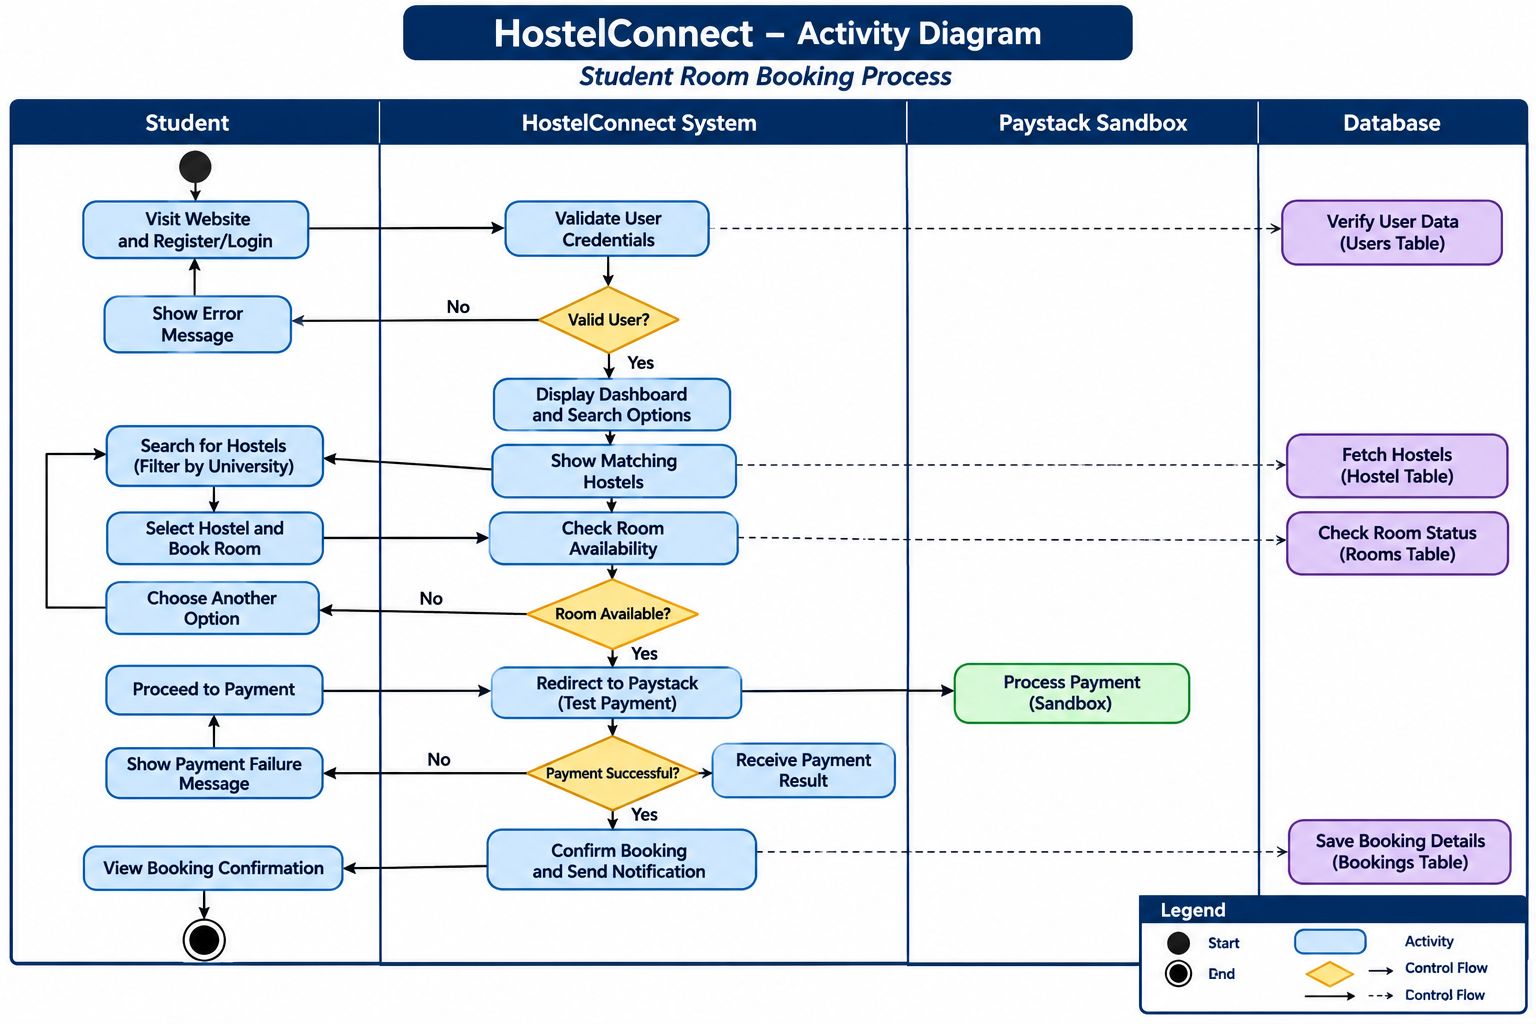 HostelConnect – Activity Diagram
Student Room Booking Process
Student
HostelConnect System
Paystack Sandbox
Database
Visit Website
and Register/Login
Validate User
Credentials
Verify User Data
(Users Table)
Show Error
Message
No
Valid User?
Yes
Display Dashboard
and Search Options
Search for Hostels
(Filter by University)
Show Matching
Hostels
Fetch Hostels
(Hostel Table)
Select Hostel and
Book Room
Check Room
Availability
Check Room Status
(Rooms Table)
Choose Another
Option
No
Room Available?
Yes
Proceed to Payment
Redirect to Paystack
(Test Payment)
Process Payment
(Sandbox)
Show Payment Failure
Message
No
Payment Successful?
Receive Payment
Result
Yes
View Booking Confirmation
Confirm Booking
and Send Notification
Save Booking Details
(Bookings Table)
Legend
Start
Activity
End
Control Flow
Control Flow